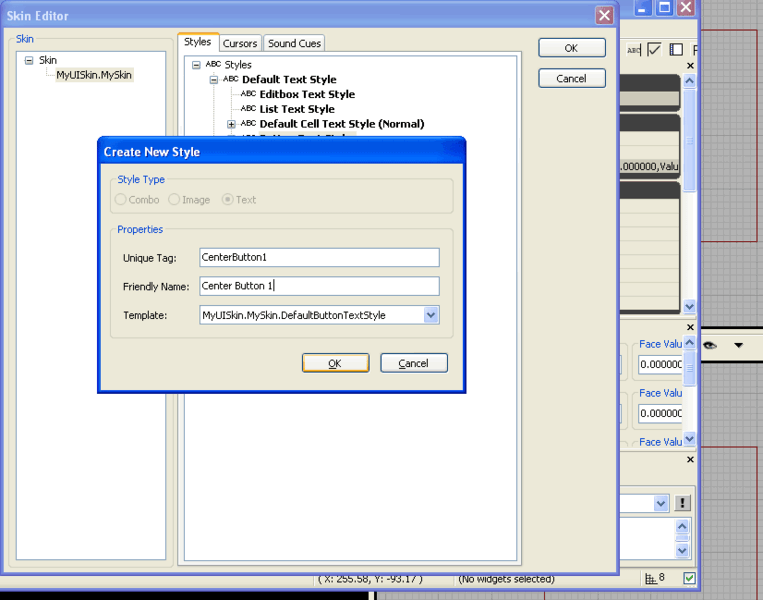 Skin Editor
Skin
Skin
MyUISkin.MySkin
Styles Cursors Sound Cues
ABC Styles
ABC Default Text Style
ABC Editbox Text Style
ABC List Text Style
ABC Default Cell Text Style (Normal)
OK
Cancel
Create New Style
Style Type
Combo Image Text
Properties
Unique Tag: CenterButton1
Friendly Name: Center Button 1
Template: MyUISkin.MySkin.DefaultButtonTextStyle
OK Cancel
ABC
.000000,Valu
Face Valu
0.00000
Face Valu
0.00000
Face Valu
( X: 255.58, Y: -93.17 ) (No widgets selected) 8